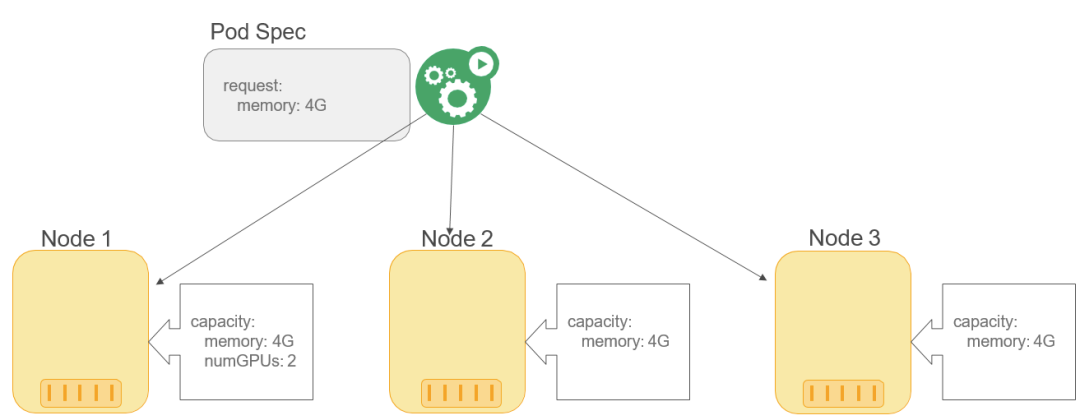 Pod Spec
request:
memory: 4G
Node 1
Node 2
Node 3
capacity:
memory: 4G
numGPUs: 2
capacity:
memory: 4G
capacity:
memory: 4G